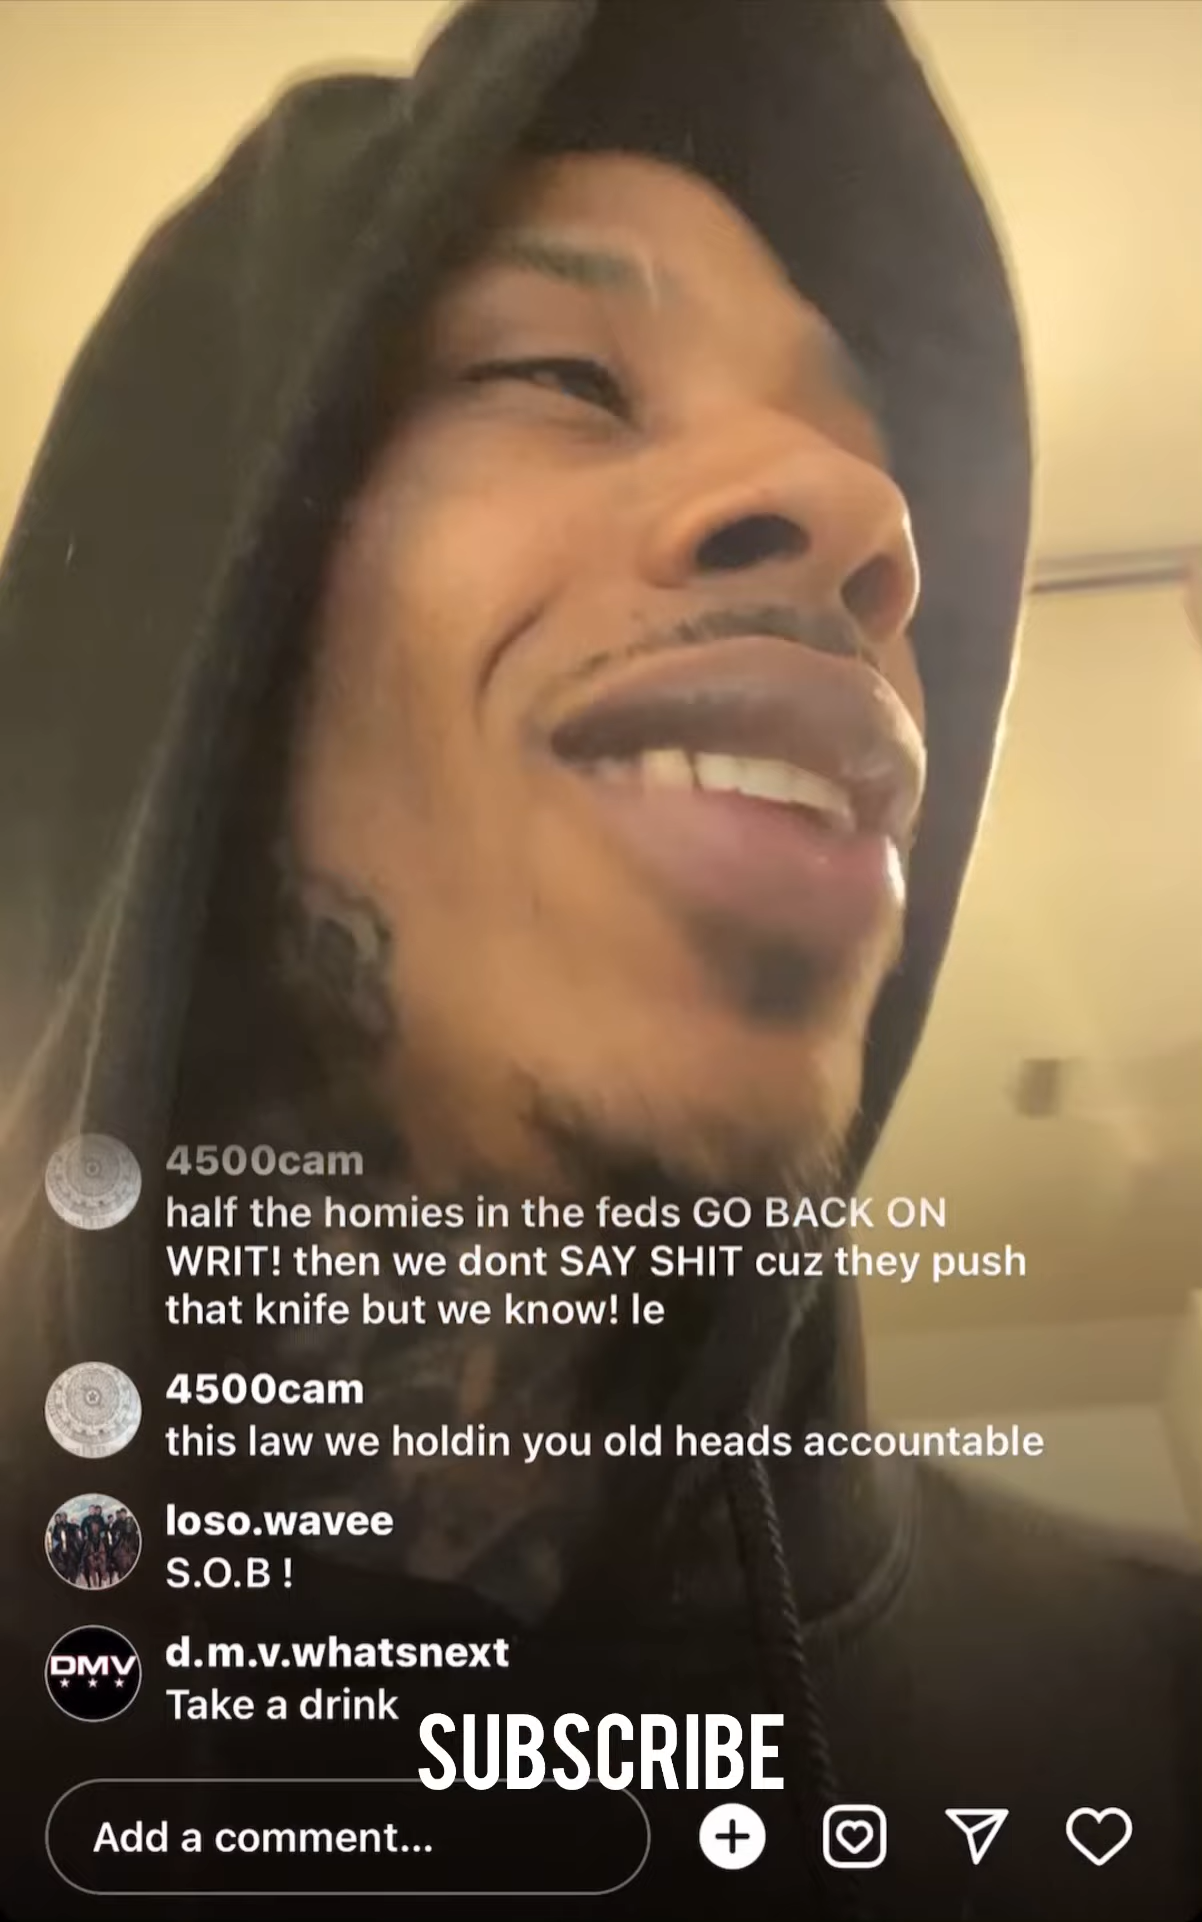 4500cam
half the homies in the feds GO BACK ON
WRIT! then we dont SAY SHIT cuz they push
that knife but we know! le
4500cam
this law we holdin you old heads accountable
loso.wavee
S.O.B !
DMV
d.m.v.whatsnext
Take a drink
SUBSCRIBE
Add a comment...